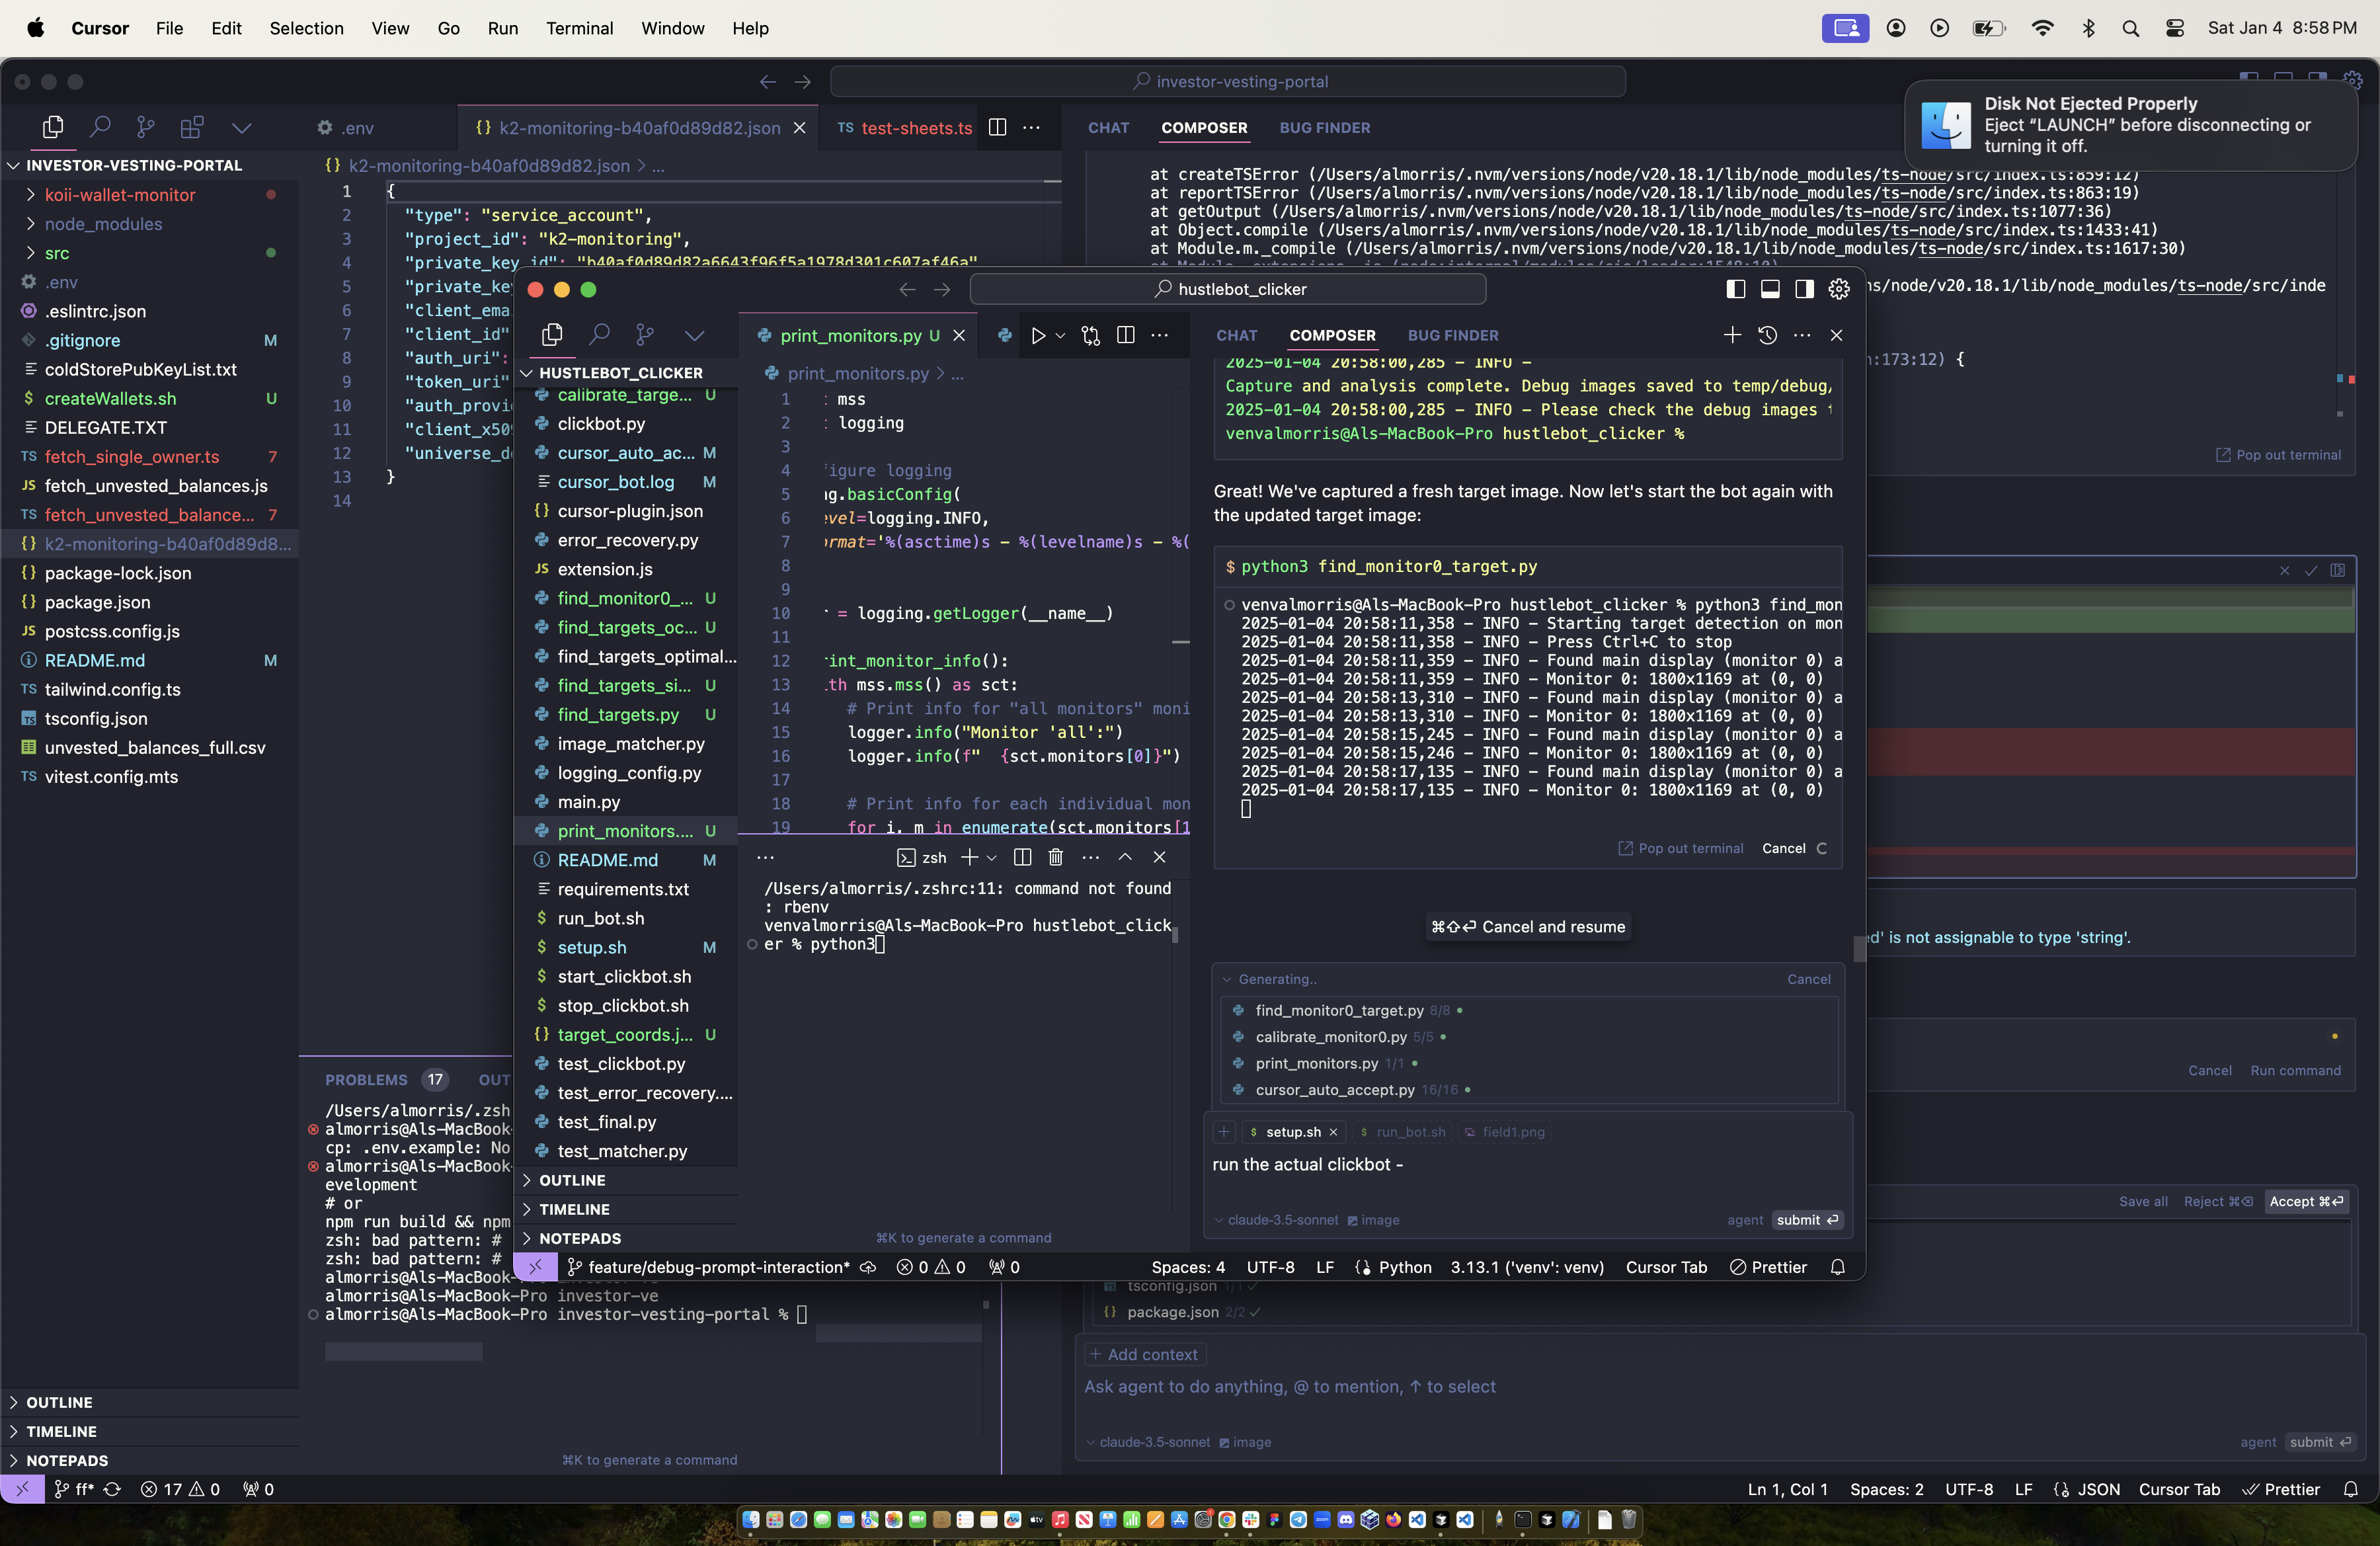 Cursor File Edit Selection View Go Run Terminal Window Help
Sat Jan 4 8:58 PM
investor-vesting-portal
Disk Not Ejected Properly
Eject “LAUNCH” before disconnecting or
turning it off.
.env
k2-monitoring-b40af0d89d82.json
TS test-sheets.ts
CHAT COMPOSER BUG FINDER
INVESTOR-VESTING-PORTAL
koii-wallet-monitor
node_modules
src
.env
.eslintrc.json
.gitignore M
coldStorePubKeyList.txt
createWallets.sh U
DELEGATE.TXT
TS fetch_single_owner.ts 7
JS fetch_unvested_balances.js
TS fetch_unvested_balance... 7
{} k2-monitoring-b40af0d89d8...
{} package-lock.json
{} package.json
JS postcss.config.js
README.md M
TS tailwind.config.ts
tsconfig.json
unvested_balances_full.csv
TS vitest.config.mts
OUTLINE
TIMELINE
NOTEPADS
{} k2-monitoring-b40af0d89d82.json > ...
1 {
2 "type": "service_account",
3 "project_id": "k2-monitoring",
4 "private_key_id": "b40af0d89d82a6643f96f5a1978d301c607af46a"
5 "private_key
6 "client_emai
7 "client_id"
8 "auth_uri":
9 "token_uri"
10 "auth_provi
11 "client_x509
12 "universe_do
13 }
14
at createTSError (/Users/almorris/.nvm/versions/node/v20.18.1/lib/node_modules/ts-node/src/index.ts:859:12)
at reportTSError (/Users/almorris/.nvm/versions/node/v20.18.1/lib/node_modules/ts-node/src/index.ts:863:19)
at getOutput (/Users/almorris/.nvm/versions/node/v20.18.1/lib/node_modules/ts-node/src/index.ts:1077:36)
at Object.compile (/Users/almorris/.nvm/versions/node/v20.18.1/lib/node_modules/ts-node/src/index.ts:1433:41)
at Module.m._compile (/Users/almorris/.nvm/versions/node/v20.18.1/lib/node_modules/ts-node/src/index.ts:1617:30)
ns/node/v20.18.1/lib/node_modules/ts-node/src/inde
n:173:12) {
Pop out terminal
ed' is not assignable to type 'string'.
Cancel Run command
Save all Reject ⌘⌫ Accept ⌘⏎
tsconfig.json 1/1 ✓
{} package.json 2/2 ✓
+ Add context
Ask agent to do anything, @ to mention, ↑ to select
claude-3.5-sonnet image
agent submit ⏎
PROBLEMS 17 OUT
/Users/almorris/.zsh
almorris@Als-MacBook-
cp: .env.example: No
almorris@Als-MacBook-
evelopment
# or
npm run build && npm
zsh: bad pattern: #
zsh: bad pattern: #
almorris@Als-MacBook-Pro investor-ve
almorris@Als-MacBook-Pro investor-ve
almorris@Als-MacBook-Pro investor-vesting-portal %
⌘K to generate a command
ff* 17 0 0
Ln 1, Col 1 Spaces: 2 UTF-8 LF JSON Cursor Tab Prettier
hustlebot_clicker
print_monitors.py U
CHAT COMPOSER BUG FINDER
HUSTLEBOT_CLICKER
calibrate_targe... U
clickbot.py
cursor_auto_ac... M
cursor_bot.log M
{} cursor-plugin.json
error_recovery.py
JS extension.js
find_monitor0_... U
find_targets_oc... U
find_targets_optimal...
find_targets_si... U
find_targets.py U
image_matcher.py
logging_config.py
main.py
print_monitors.... U
README.md M
requirements.txt
$ run_bot.sh
$ setup.sh M
$ start_clickbot.sh
$ stop_clickbot.sh
{} target_coords.j... U
test_clickbot.py
test_error_recovery....
test_final.py
test_matcher.py
OUTLINE
TIMELINE
NOTEPADS
print_monitors.py > ...
1 : mss
2 : logging
3
4 figure logging
5 ng.basicConfig(
6 evel=logging.INFO,
7 ormat='%(asctime)s - %(levelname)s - %(
8
9
10 r = logging.getLogger(__name__)
11
12 rint_monitor_info():
13 ith mss.mss() as sct:
14 # Print info for "all monitors" moni
15 logger.info("Monitor 'all':")
16 logger.info(f" {sct.monitors[0]}")
17
18 # Print info for each individual mon
19 for i, m in enumerate(sct.monitors[1
zsh
/Users/almorris/.zshrc:11: command not found
: rbenv
venvalmorris@Als-MacBook-Pro hustlebot_click
er % python3
⌘K to generate a command
2025-01-04 20:58:00,285 - INFO -
Capture and analysis complete. Debug images saved to temp/debug/
2025-01-04 20:58:00,285 - INFO - Please check the debug images
venvalmorris@Als-MacBook-Pro hustlebot_clicker %
Great! We've captured a fresh target image. Now let's start the bot again with
the updated target image:
$ python3 find_monitor0_target.py
venvalmorris@Als-MacBook-Pro hustlebot_clicker % python3 find_mon
2025-01-04 20:58:11,358 - INFO - Starting target detection on mon
2025-01-04 20:58:11,358 - INFO - Press Ctrl+C to stop
2025-01-04 20:58:11,359 - INFO - Found main display (monitor 0) a
2025-01-04 20:58:11,359 - INFO - Monitor 0: 1800x1169 at (0, 0)
2025-01-04 20:58:13,310 - INFO - Found main display (monitor 0) a
2025-01-04 20:58:13,310 - INFO - Monitor 0: 1800x1169 at (0, 0)
2025-01-04 20:58:15,245 - INFO - Found main display (monitor 0) a
2025-01-04 20:58:15,246 - INFO - Monitor 0: 1800x1169 at (0, 0)
2025-01-04 20:58:17,135 - INFO - Found main display (monitor 0) a
2025-01-04 20:58:17,135 - INFO - Monitor 0: 1800x1169 at (0, 0)
Pop out terminal Cancel
⌘⇧⏎ Cancel and resume
Generating.. Cancel
find_monitor0_target.py 8/8
calibrate_monitor0.py 5/5
print_monitors.py 1/1
cursor_auto_accept.py 16/16
+ $ setup.sh × $ run_bot.sh field1.png
run the actual clickbot -
claude-3.5-sonnet image
agent submit ⏎
feature/debug-prompt-interaction* 0 0 0
Spaces: 4 UTF-8 LF Python 3.13.1 ('venv': venv) Cursor Tab Prettier